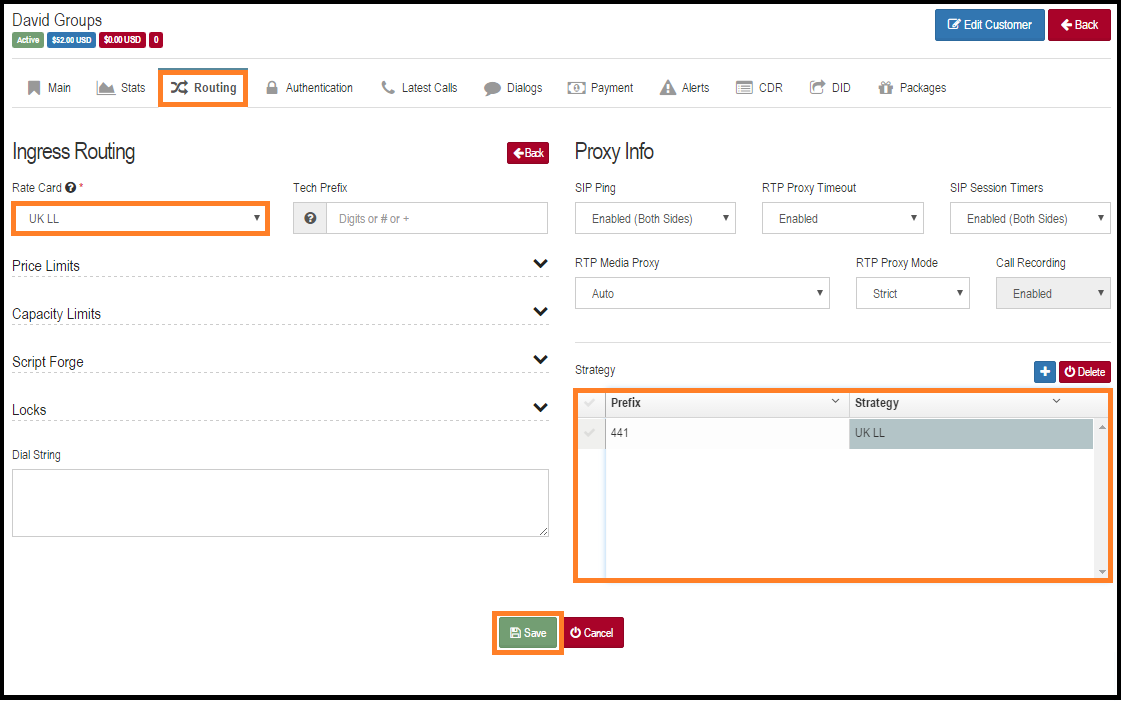 David Groups
Active $52.00 USD $0.00 USD 0
Edit Customer Back
Main Stats Routing Authentication Latest Calls Dialogs Payment Alerts CDR DID Packages
Ingress Routing Back
Rate Card ? * Tech Prefix
UK LL ? Digits or # or +
Price Limits
Capacity Limits
Script Forge
Locks
Dial String
Proxy Info
SIP Ping RTP Proxy Timeout SIP Session Timers
Enabled (Both Sides) Enabled Enabled (Both Sides)
RTP Media Proxy RTP Proxy Mode Call Recording
Auto Strict Enabled
Strategy + Delete
Prefix Strategy
441 UK LL
Save Cancel